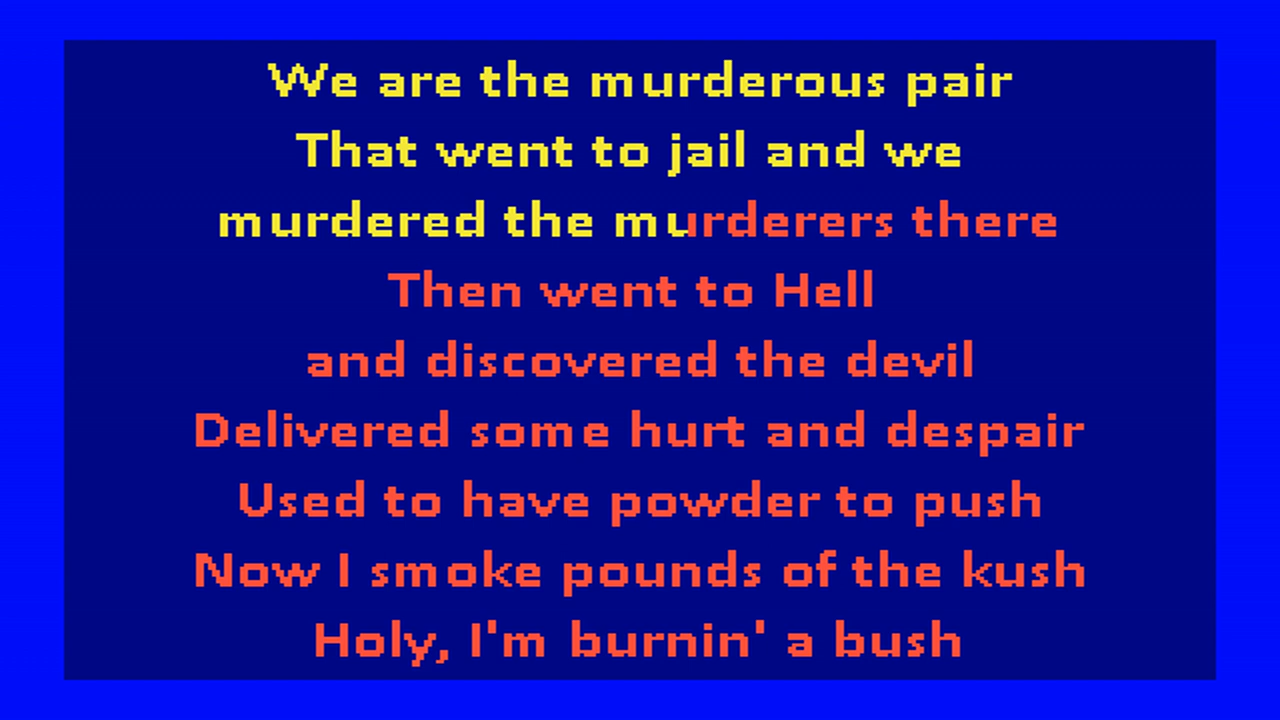 We are the murderous pair
That went to jail and we
murdered the murderers there
Then went to Hell
and discovered the devil
Delivered some hurt and despair
Used to have powder to push
Now I smoke pounds of the kush
Holy, I'm burnin' a bush